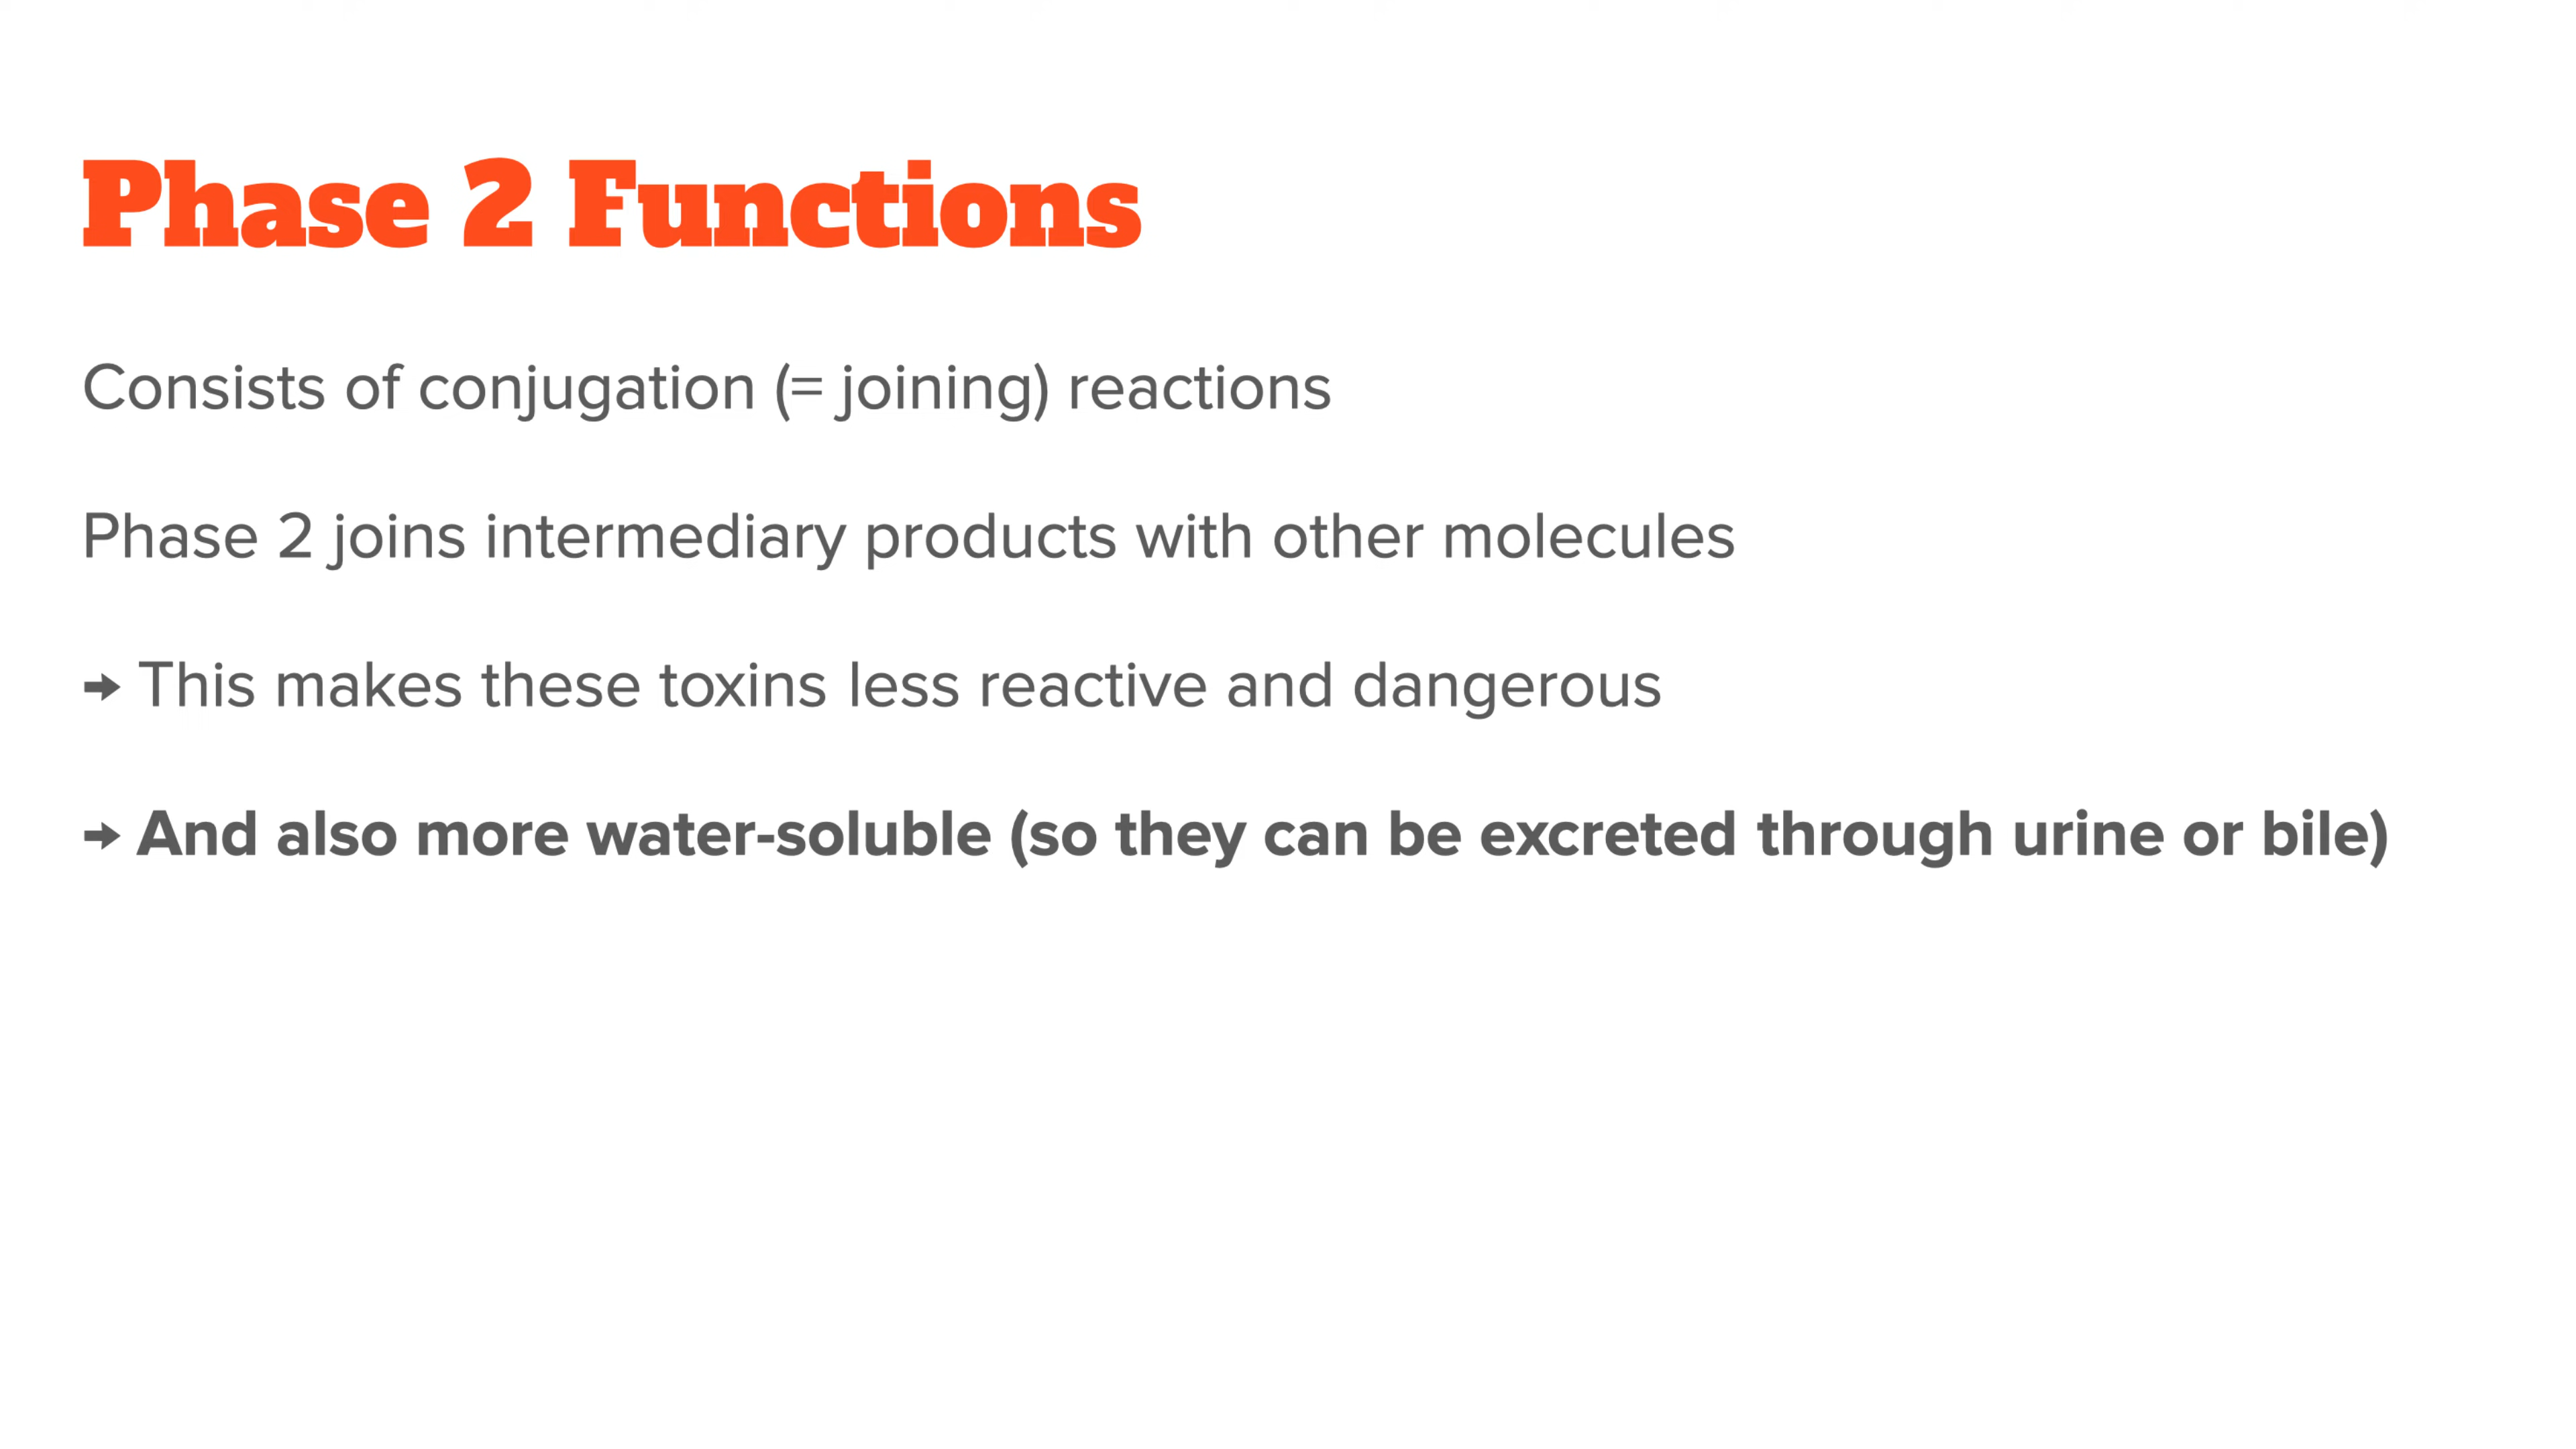 Phase 2 Functions
Consists of conjugation (= joining) reactions
Phase 2 joins intermediary products with other molecules
→ This makes these toxins less reactive and dangerous
→ And also more water-soluble (so they can be excreted through urine or bile)